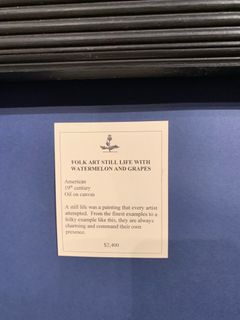 FOLK ART STILL LIFE WITH
WATERMELON AND GRAPES
American
19th century
Oil on canvas
A still life was a painting that every artist
attempted. From the finest examples to a
folky example like this, they are always
charming and command their own
presence.
$2,400